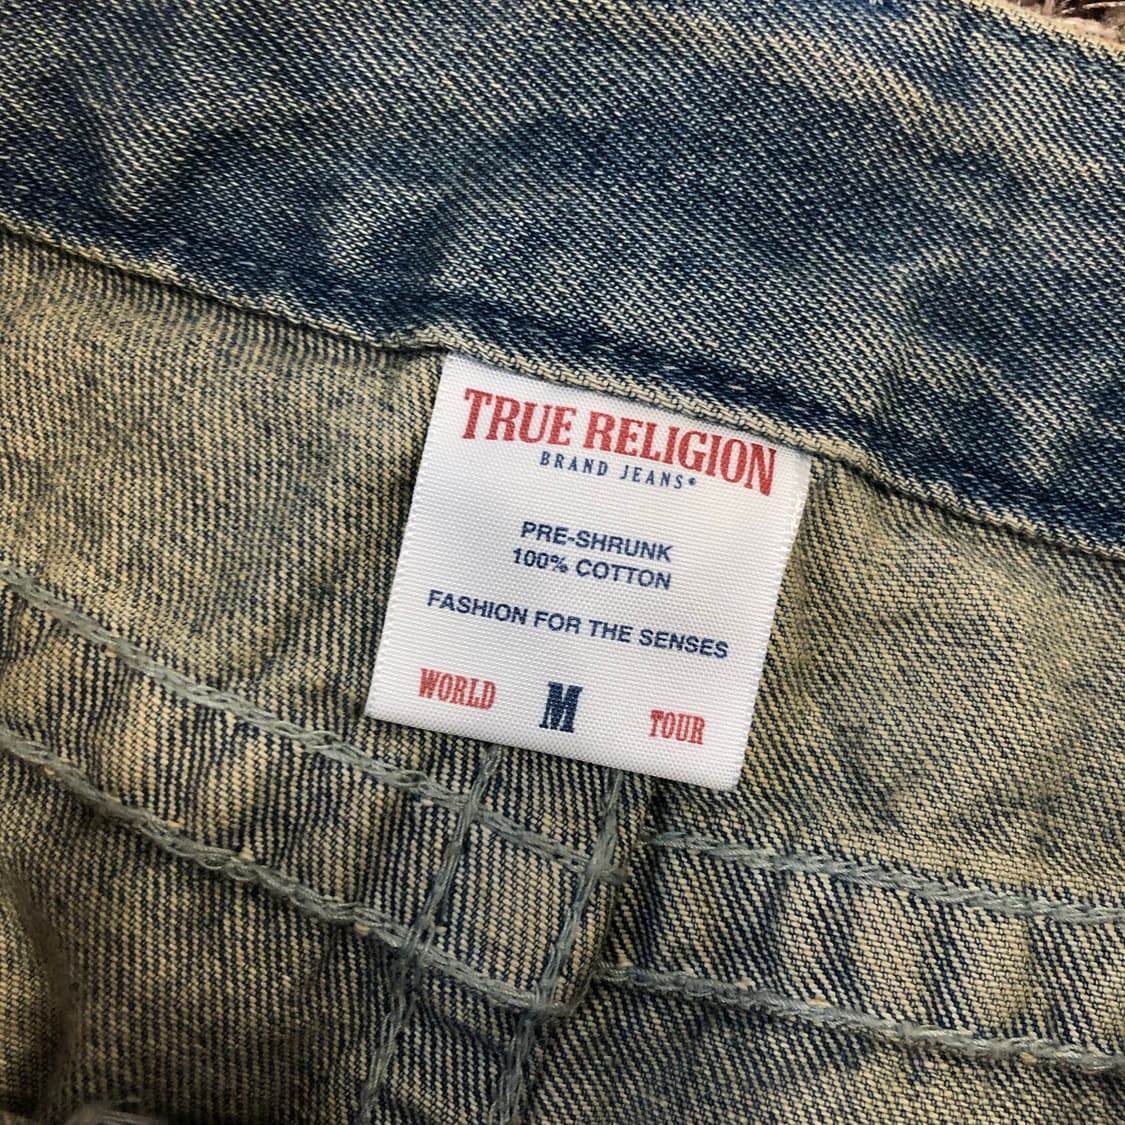 TRUE RELIGION
BRAND JEANS®
PRE-SHRUNK
100% COTTON
FASHION FOR THE SENSES
WORLD M TOUR